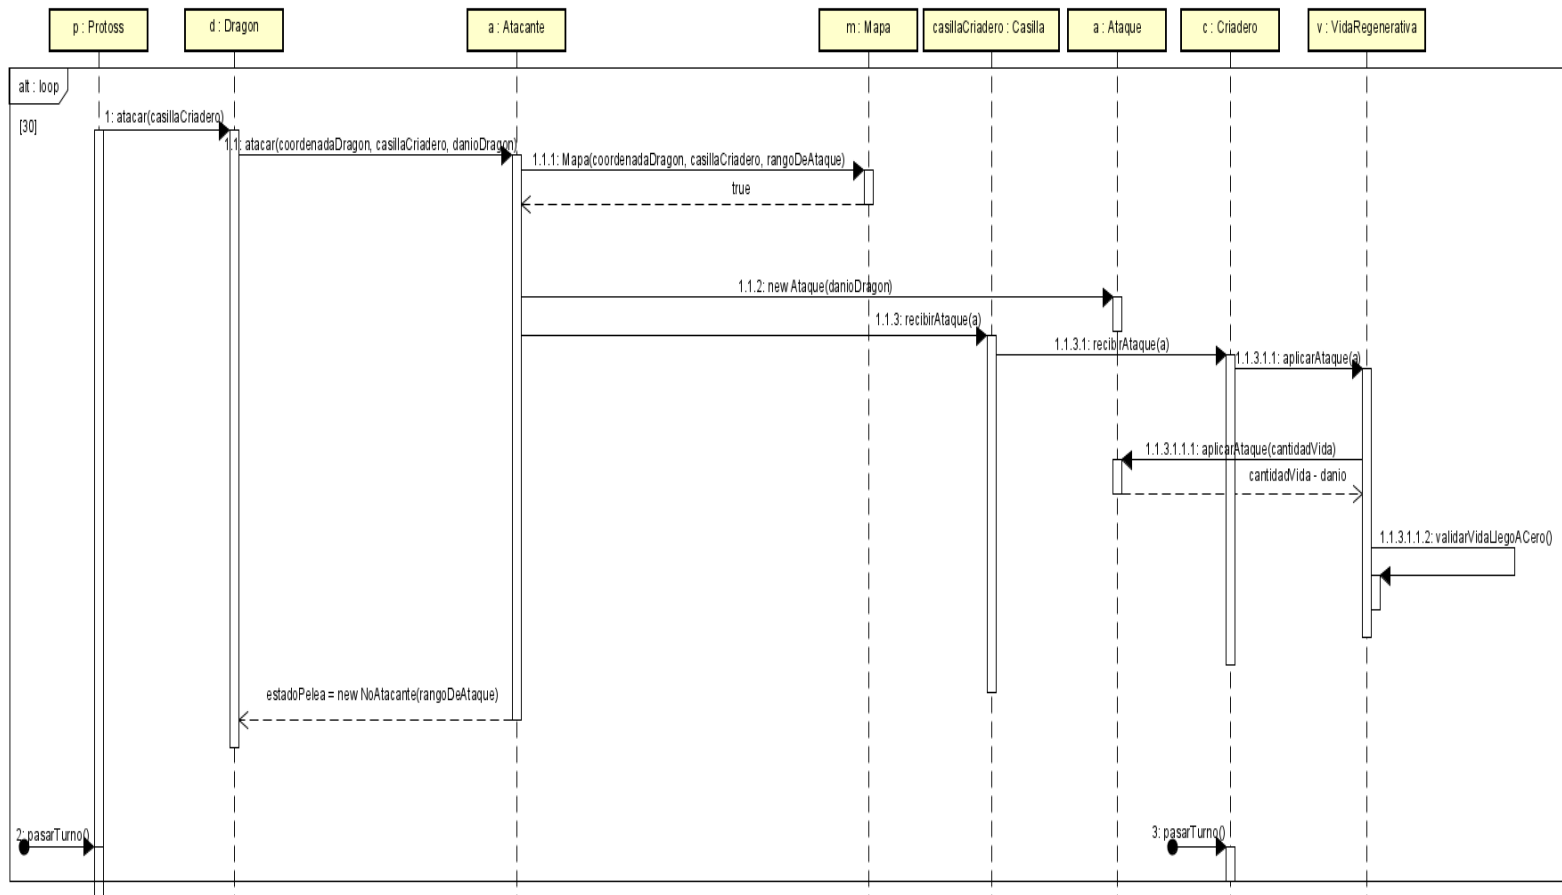 p : Protoss
d : Dragon
a : Atacante
m : Mapa
casillaCriadero : Casilla
a : Ataque
c : Criadero
v : VidaRegenerativa
alt : loop
[30]
1: atacar(casillaCriadero)
1.1: atacar(coordenadaDragon, casillaCriadero, danioDragon)
1.1.1: Mapa(coordenadaDragon, casillaCriadero, rangoDeAtaque)
true
1.1.2: new Ataque(danioDragon)
1.1.3: recibirAtaque(a)
1.1.3.1: recibirAtaque(a)
1.1.3.1.1: aplicarAtaque(a)
1.1.3.1.1.1: aplicarAtaque(cantidadVida)
cantidadVida - danio
1.1.3.1.1.2: validarVidaLlegoACero()
estadoPelea = new NoAtacante(rangoDeAtaque)
2: pasarTurno()
3: pasarTurno()